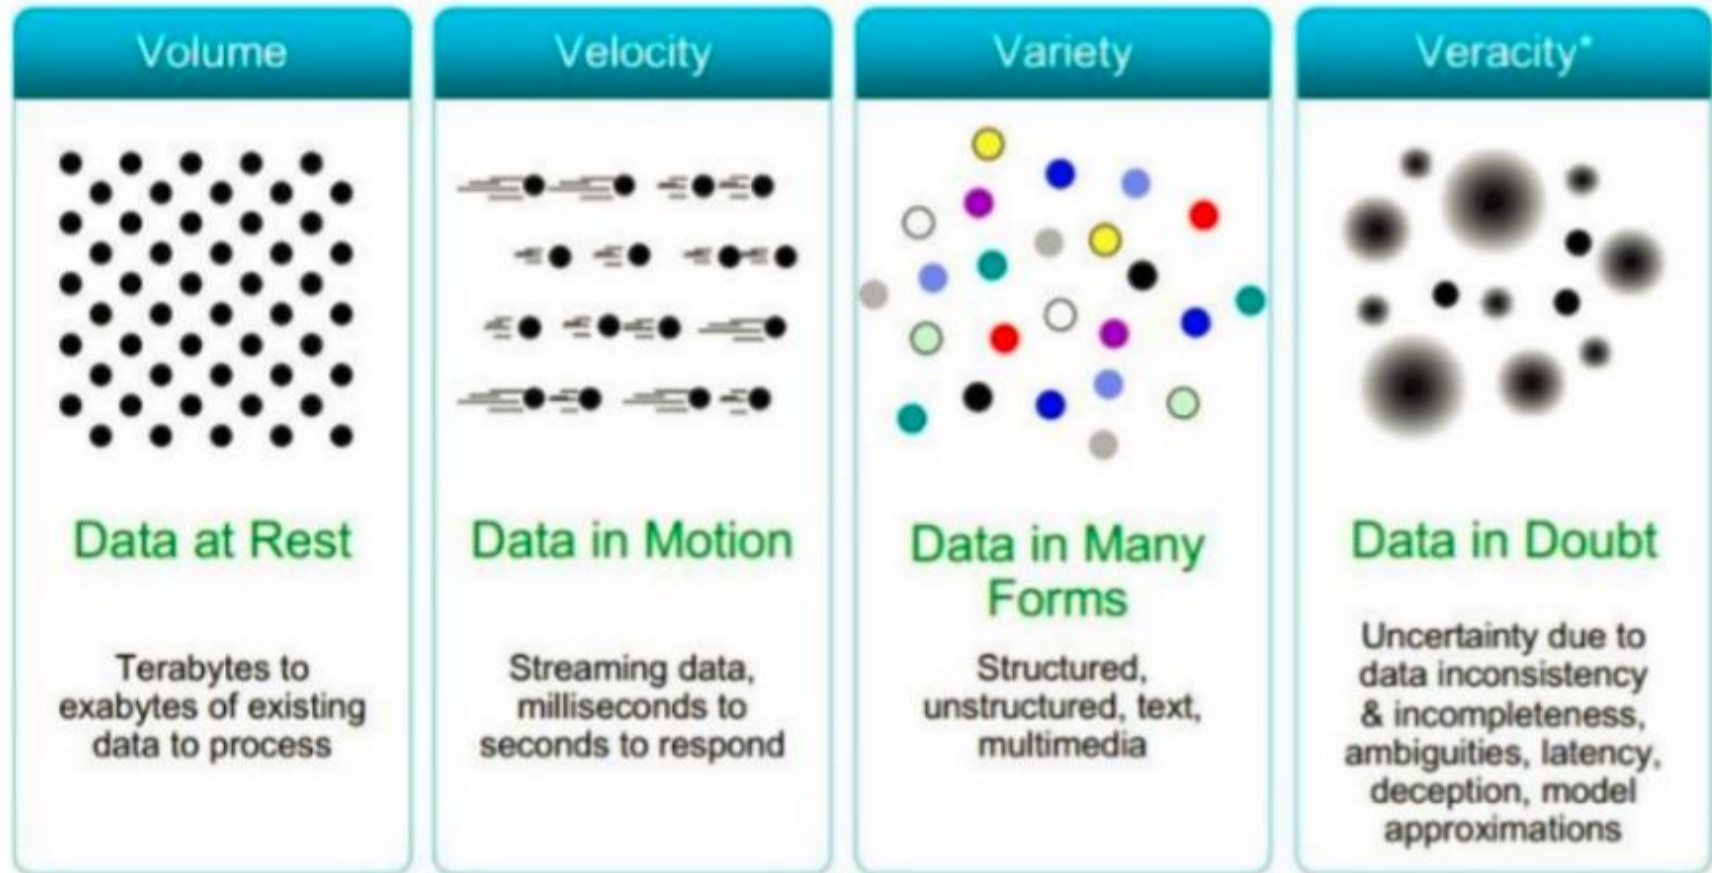 Volume
Data at Rest
Terabytes to
exabytes of existing
data to process
Velocity
Data in Motion
Streaming data,
milliseconds to
seconds to respond
Variety
Data in Many
Forms
Structured,
unstructured, text,
multimedia
Veracity*
Data in Doubt
Uncertainty due to
data inconsistency
& incompleteness,
ambiguities, latency,
deception, model
approximations